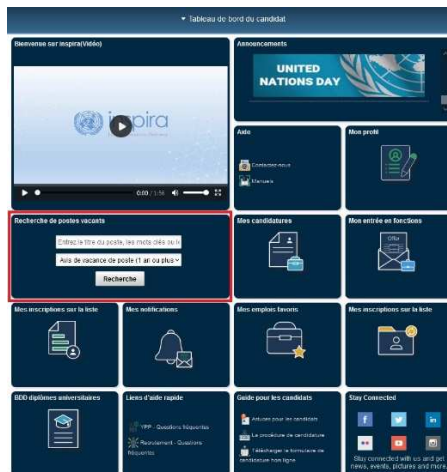 Tableau de bord du candidat
Bienvenue sur inspira(Vidéo)
inspira
0:00 / 1:56
Announcements
UNITED
NATIONS DAY
Aide
Contactez-nous
Manuels
Mon profil
Recherche de postes vacants
Entrez le titre du poste, les mots clés ou le
Avis de vacance de poste (1 an ou plus
Recherche
Mes candidatures
Mon entrée en fonctions
Offer
Mes inscriptions sur la liste
Mes notifications
Mes emplois favoris
Mes inscriptions sur la liste
BDD diplômes universitaires
Liens d'aide rapide
YPP - Questions fréquentes
Recrutement - Questions
fréquentes
Guide pour les candidats
Astuces pour les candidats
La procédure de candidature
Télécharger le formulaire de
candidature hors ligne
Stay Connected
Stay connected with us and get
news, events, pictures and more